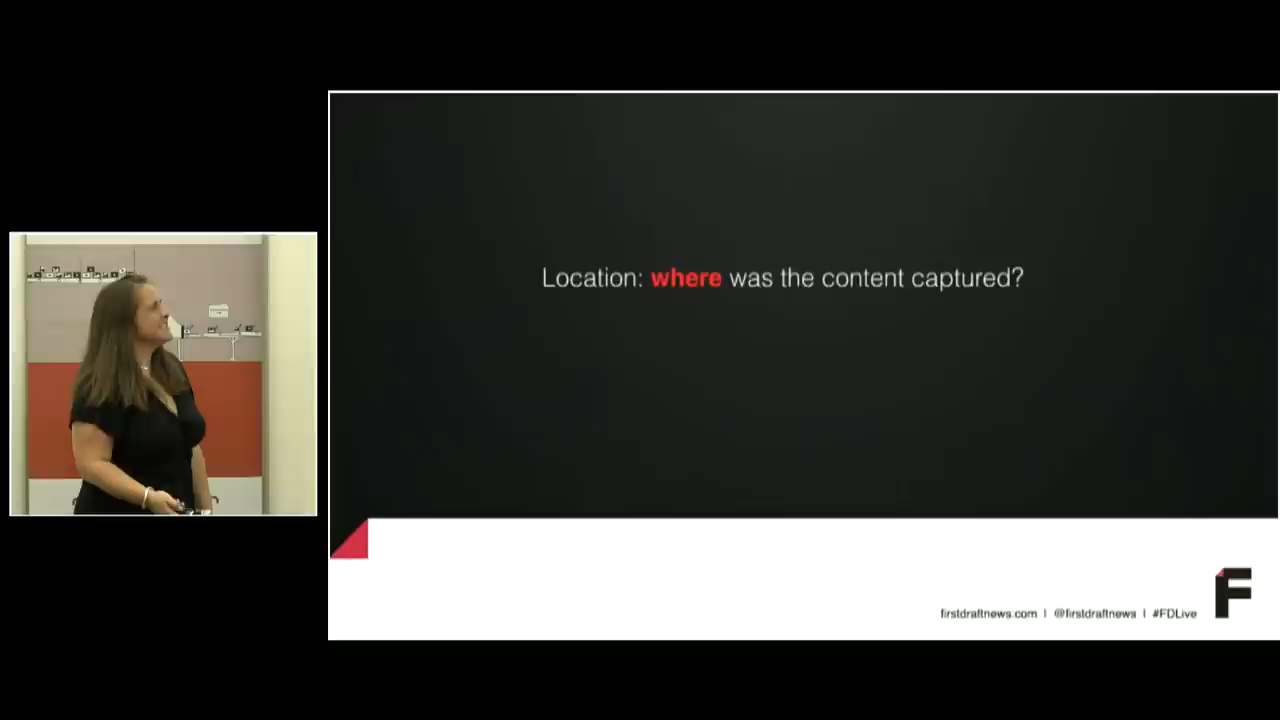 Location: where was the content captured?
firstdraftnews.com | @firstdraftnews | #FDLive
F